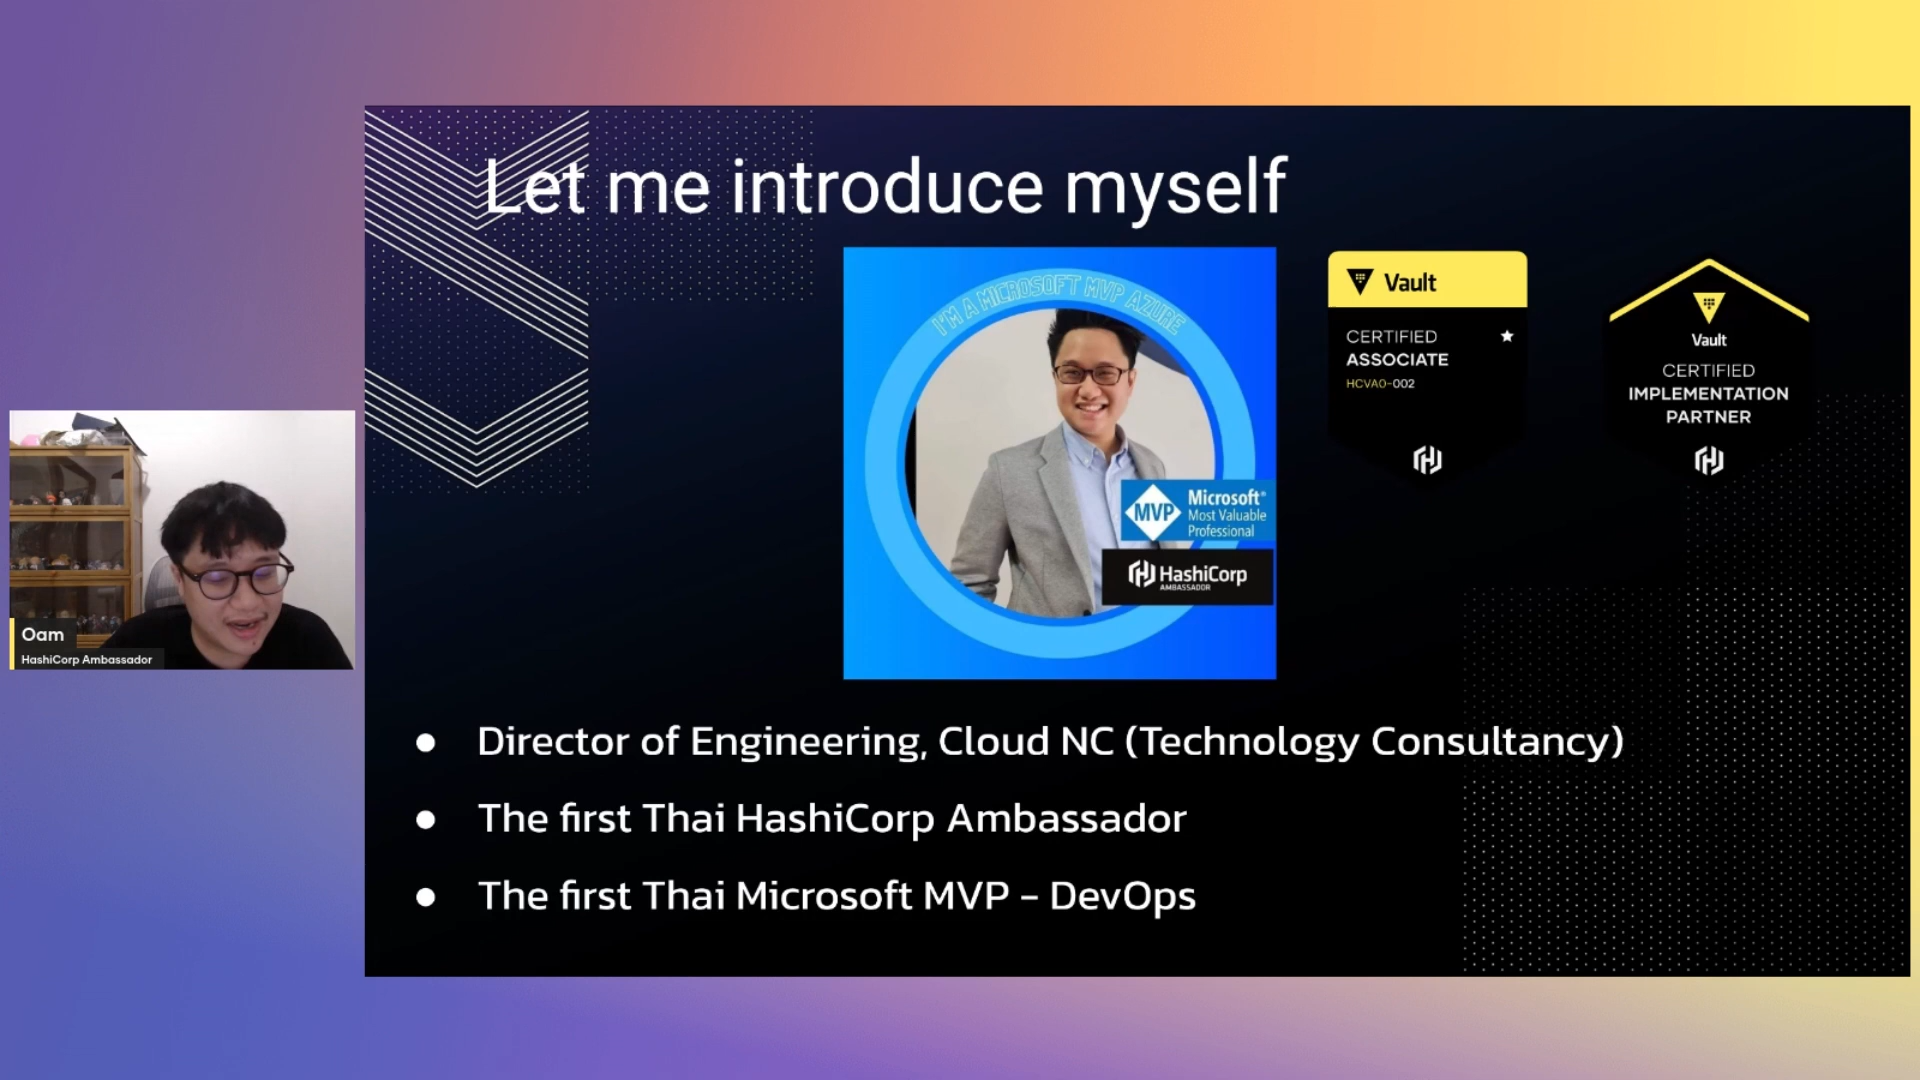 Let me introduce myself
I'M A MICROSOFT MVP AZURE
MVP
Microsoft®
Most Valuable
Professional
HashiCorp
AMBASSADOR
Vault
CERTIFIED
ASSOCIATE
HCVA0-002
Vault
CERTIFIED
IMPLEMENTATION
PARTNER
Oam
HashiCorp Ambassador
● Director of Engineering, Cloud NC (Technology Consultancy)
● The first Thai HashiCorp Ambassador
● The first Thai Microsoft MVP - DevOps